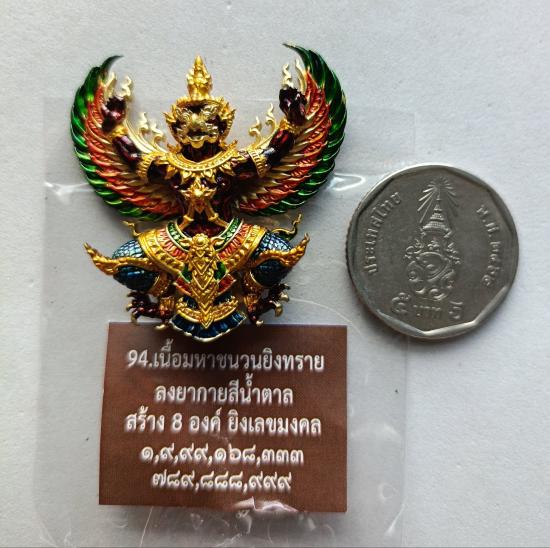 94.เนื้อมหาชนวนยิงทราย
ลงยากายสีน้ำตาล
สร้าง 8 องค์ ยิงเลขมงคล
๑,๙,๙๙,๑๖๘,๓๓๓
๗๘๙,๘๘๘,๙๙๙
ประเทศไทย
๕ บาท ๕